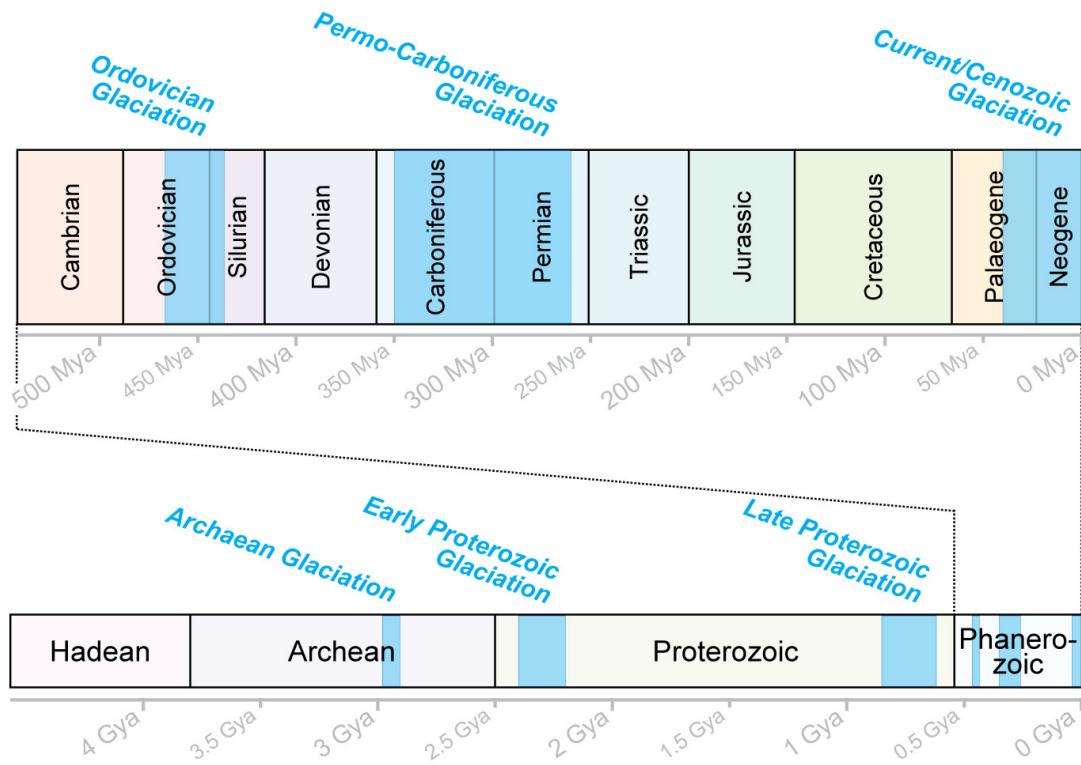 Ordovician
Glaciation
Permo-Carboniferous
Glaciation
Current/Cenozoic
Glaciation
Cambrian
Ordovician
Silurian
Devonian
Carboniferous
Permian
Triassic
Jurassic
Cretaceous
Palaeogene
Neogene
500 Mya
450 Mya
400 Mya
350 Mya
300 Mya
250 Mya
200 Mya
150 Mya
100 Mya
50 Mya
0 Mya
Archaean Glaciation
Early Proterozoic
Glaciation
Late Proterozoic
Glaciation
Hadean
Archean
Proterozoic
Phanero-
zoic
4 Gya
3.5 Gya
3 Gya
2.5 Gya
2 Gya
1.5 Gya
1 Gya
0.5 Gya
0 Gya